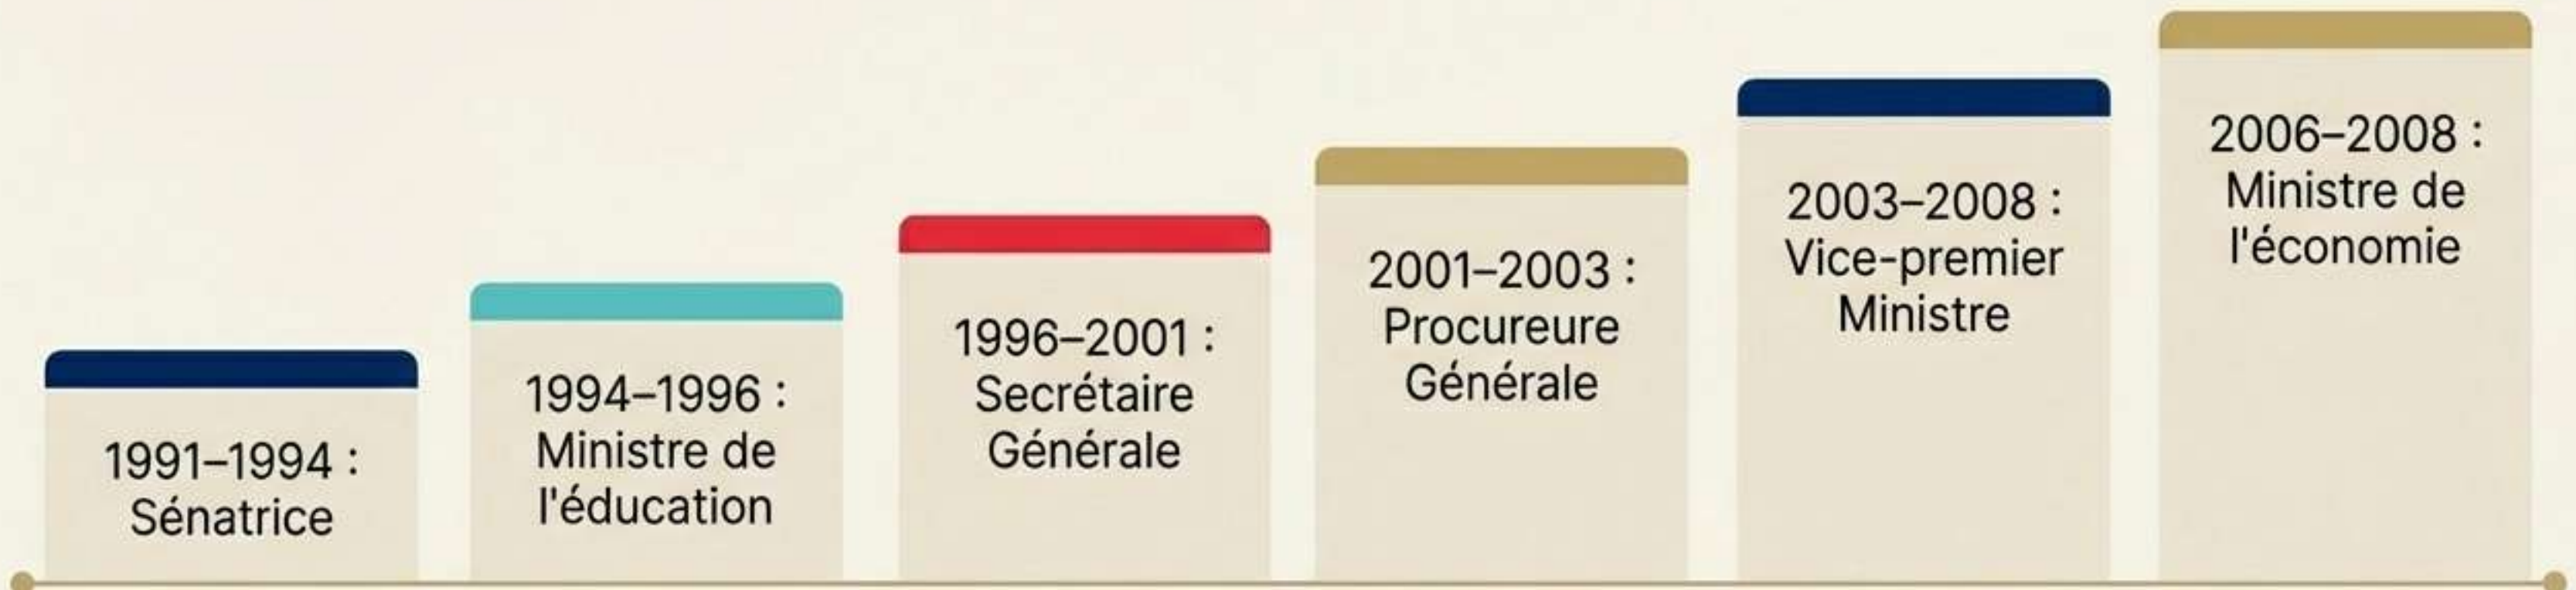 1991–1994 :
Sénatrice
1994–1996 :
Ministre de
l'éducation
1996–2001 :
Secrétaire
Générale
2001–2003 :
Procureure
Générale
2003–2008 :
Vice-premier
Ministre
2006–2008 :
Ministre de
l'économie